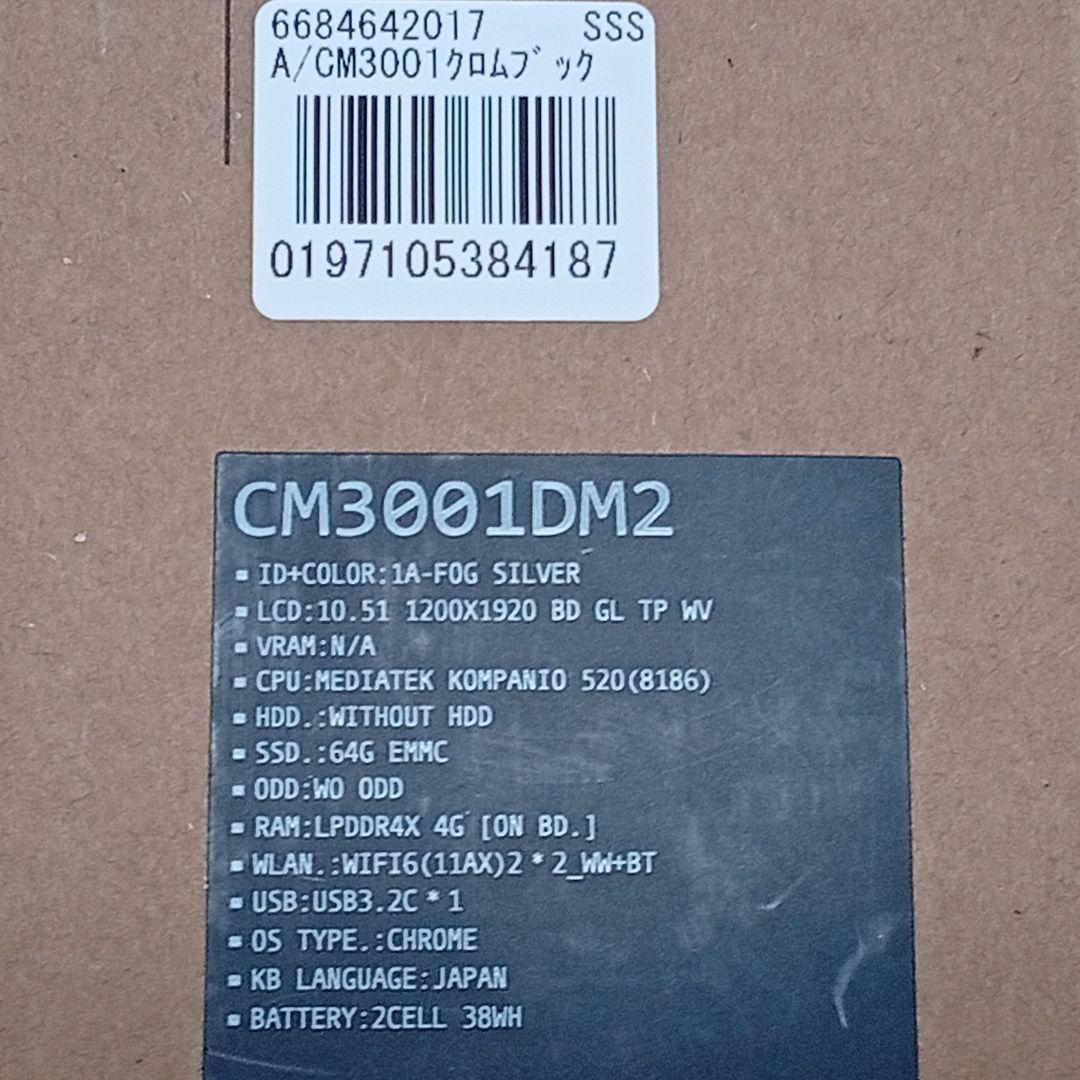 6684642017 SSS
A/CM3001クロムブック
0197105384187
CM3001DM2
▪ ID+COLOR:1A-FOG SILVER
▪ LCD:10.51 1200X1920 BD GL TP WV
▪ VRAM:N/A
▪ CPU:MEDIATEK KOMPANIO 520(8186)
▪ HDD.:WITHOUT HDD
▪ SSD.:64G EMMC
▪ ODD:WO ODD
▪ RAM:LPDDR4X 4G [ON BD.]
▪ WLAN.:WIFI6(11AX)2*2_WW+BT
▪ USB:USB3.2C*1
▪ OS TYPE.:CHROME
▪ KB LANGUAGE:JAPAN
▪ BATTERY:2CELL 38WH